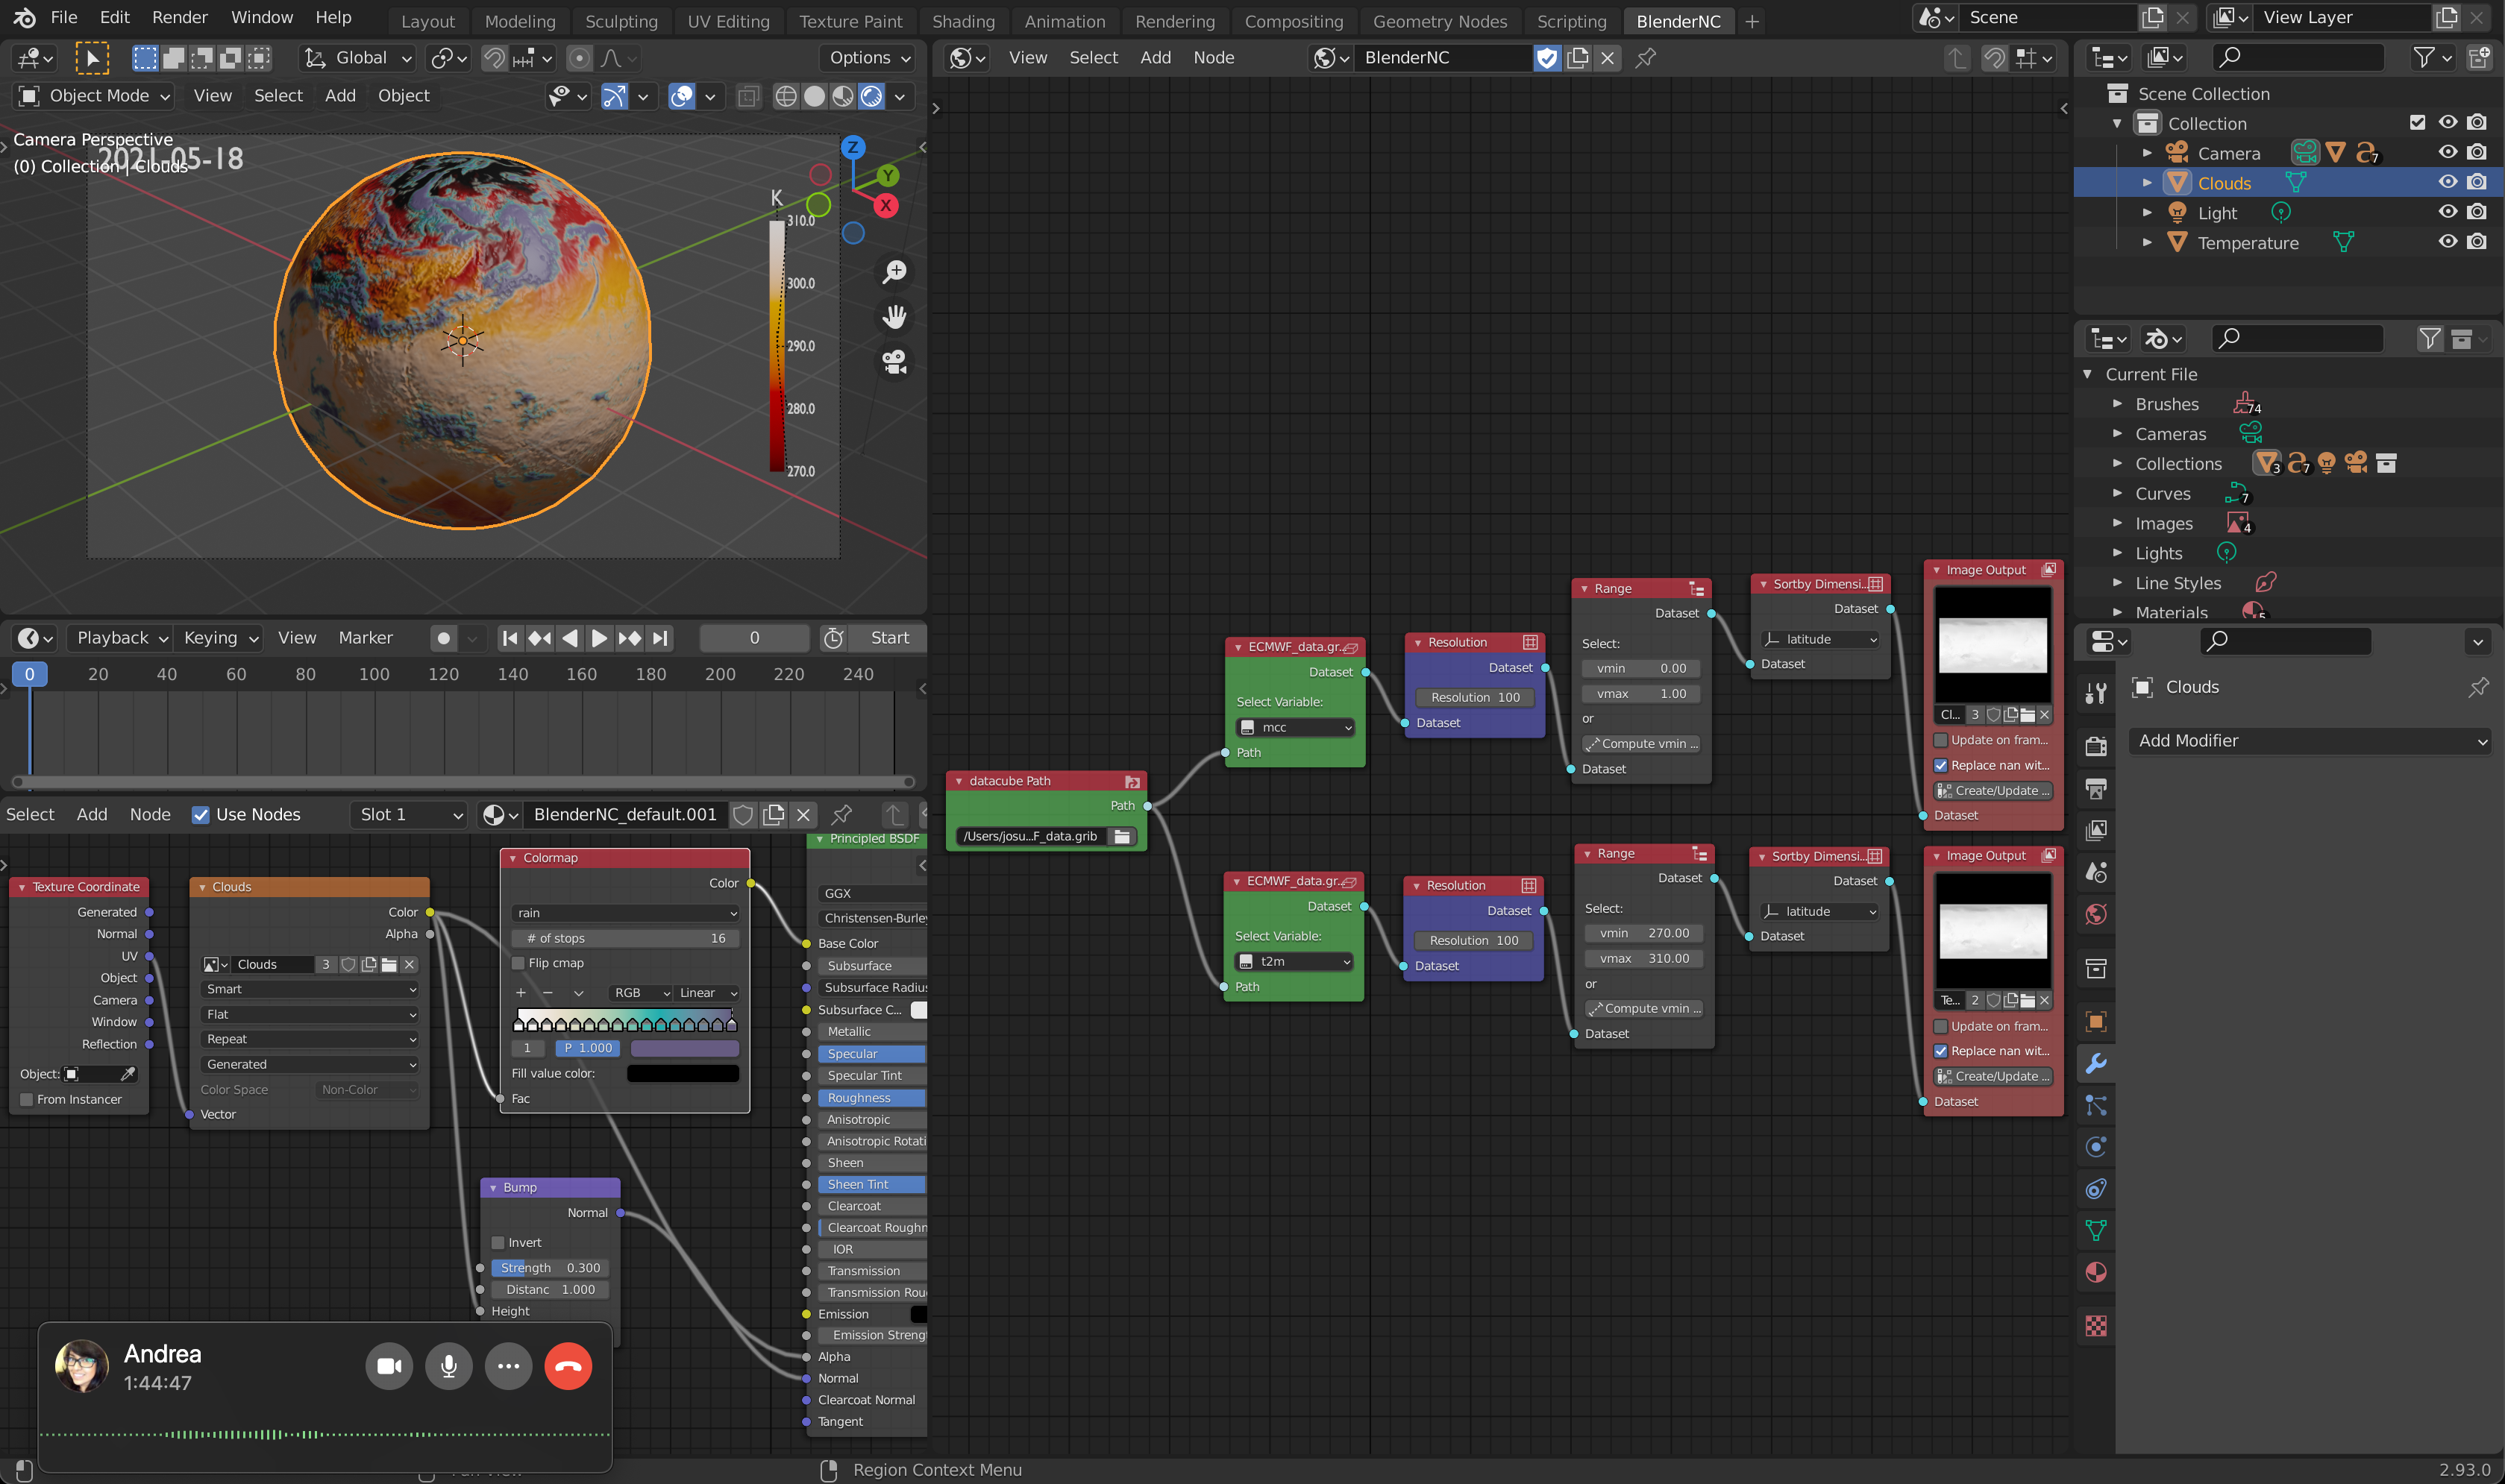 File Edit Render Window Help
Layout Modeling Sculpting UV Editing Texture Paint Shading Animation Rendering Compositing Geometry Nodes Scripting BlenderNC
Scene
View Layer
Global
Options
Object Mode View Select Add Object
Camera Perspective
(0) Collection | Clouds
2021-05-18
K
310.0
300.0
290.0
280.0
270.0
Z
Y
X
Playback Keying View Marker
0
Start
0 20 40 60 80 100 120 140 160 180 200 220 240
Select Add Node Use Nodes Slot 1 BlenderNC_default.001
Texture Coordinate
Generated
Normal
UV
Object
Camera
Window
Reflection
Object:
From Instancer
Clouds
Color
Alpha
Clouds 3
Smart
Flat
Repeat
Generated
Color Space Non-Color
Vector
Colormap
Color
rain
# of stops 16
Flip cmap
RGB Linear
1 P 1.000
Fill value color:
Fac
Bump
Normal
Invert
Strength 0.300
Distanc 1.000
Height
Principled BSDF
GGX
Christensen-Burley
Base Color
Subsurface
Subsurface Radius
Subsurface C...
Metallic
Specular
Specular Tint
Roughness
Anisotropic
Anisotropic Rotati
Sheen
Sheen Tint
Clearcoat
Clearcoat Roughn
IOR
Transmission
Transmission Rou
Emission
Emission Streng
Alpha
Normal
Clearcoat Normal
Tangent
Andrea
1:44:47
View Select Add Node
BlenderNC
datacube Path
Path
/Users/josu...F_data.grib
ECMWF_data.gr...
Dataset
Select Variable:
mcc
Path
Resolution
Dataset
Resolution 100
Dataset
Range
Dataset
Select:
vmin 0.00
vmax 1.00
or
Compute vmin ...
Dataset
Sortby Dimensi...
Dataset
latitude
Dataset
Image Output
Cl... 3
Update on fram...
Replace nan wit...
Create/Update ...
Dataset
ECMWF_data.gr...
Dataset
Select Variable:
t2m
Path
Resolution
Dataset
Resolution 100
Dataset
Range
Dataset
Select:
vmin 270.00
vmax 310.00
or
Compute vmin ...
Dataset
Sortby Dimensi...
Dataset
latitude
Dataset
Image Output
Te... 2
Update on fram...
Replace nan wit...
Create/Update ...
Dataset
Scene Collection
Collection
Camera 7
Clouds
Light
Temperature
Current File
Brushes 74
Cameras
Collections 3 7
Curves 7
Images 4
Lights
Line Styles
Materials 5
Clouds
Add Modifier
Region Context Menu
2.93.0